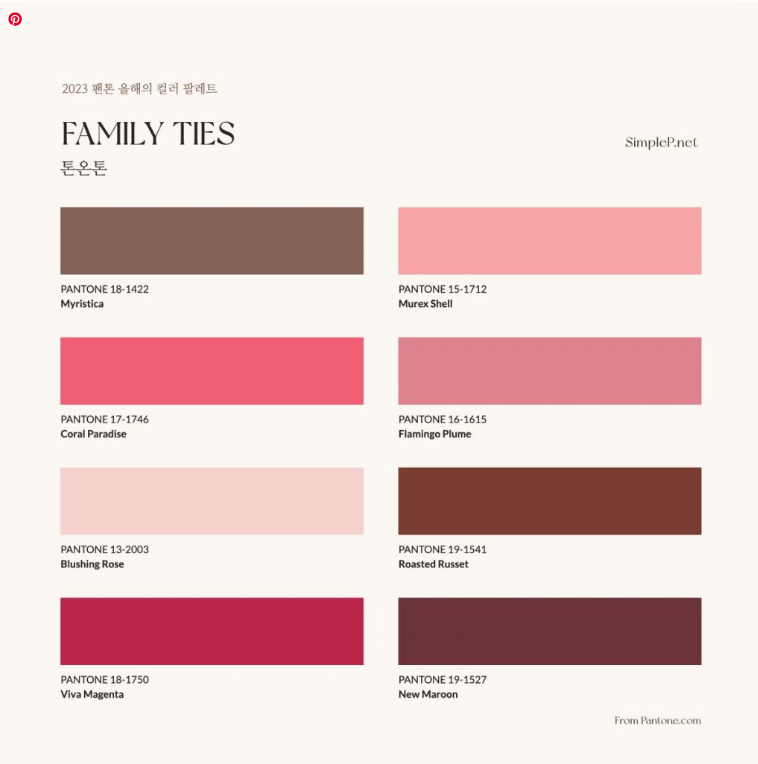 2023 팬톤 올해의 컬러 팔레트
FAMILY TIES
SimpleP.net
톤온톤
PANTONE 18-1422
Myristica
PANTONE 15-1712
Murex Shell
PANTONE 17-1746
Coral Paradise
PANTONE 16-1615
Flamingo Plume
PANTONE 13-2003
Blushing Rose
PANTONE 19-1541
Roasted Russet
PANTONE 18-1750
Viva Magenta
PANTONE 19-1527
New Maroon
From Pantone.com